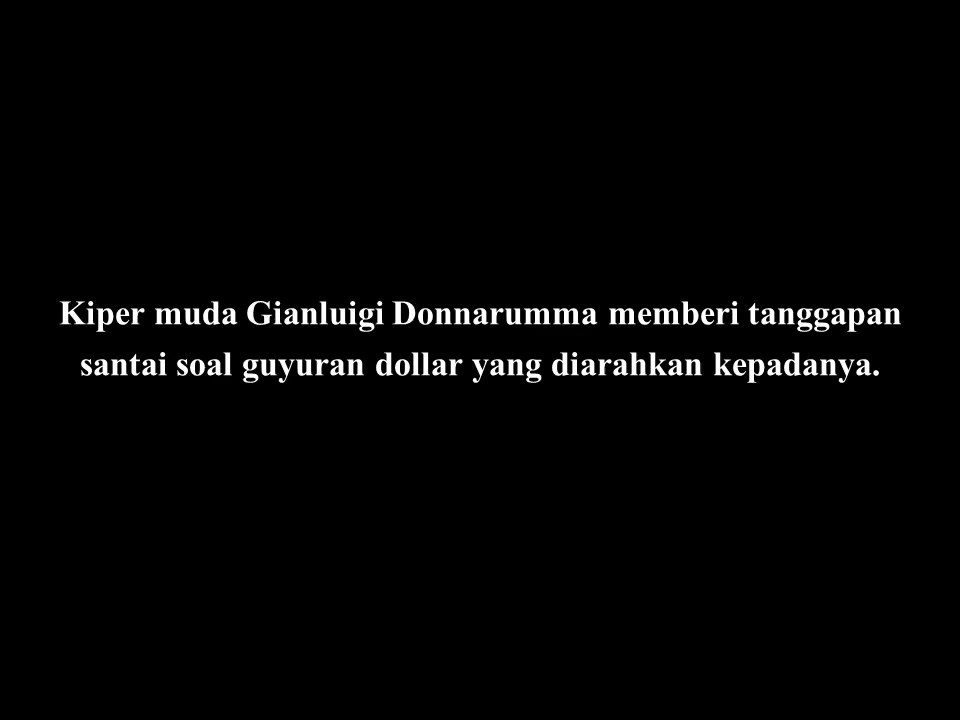 Kiper muda Gianluigi Donnarumma memberi tanggapan
santai soal guyuran dollar yang diarahkan kepadanya.